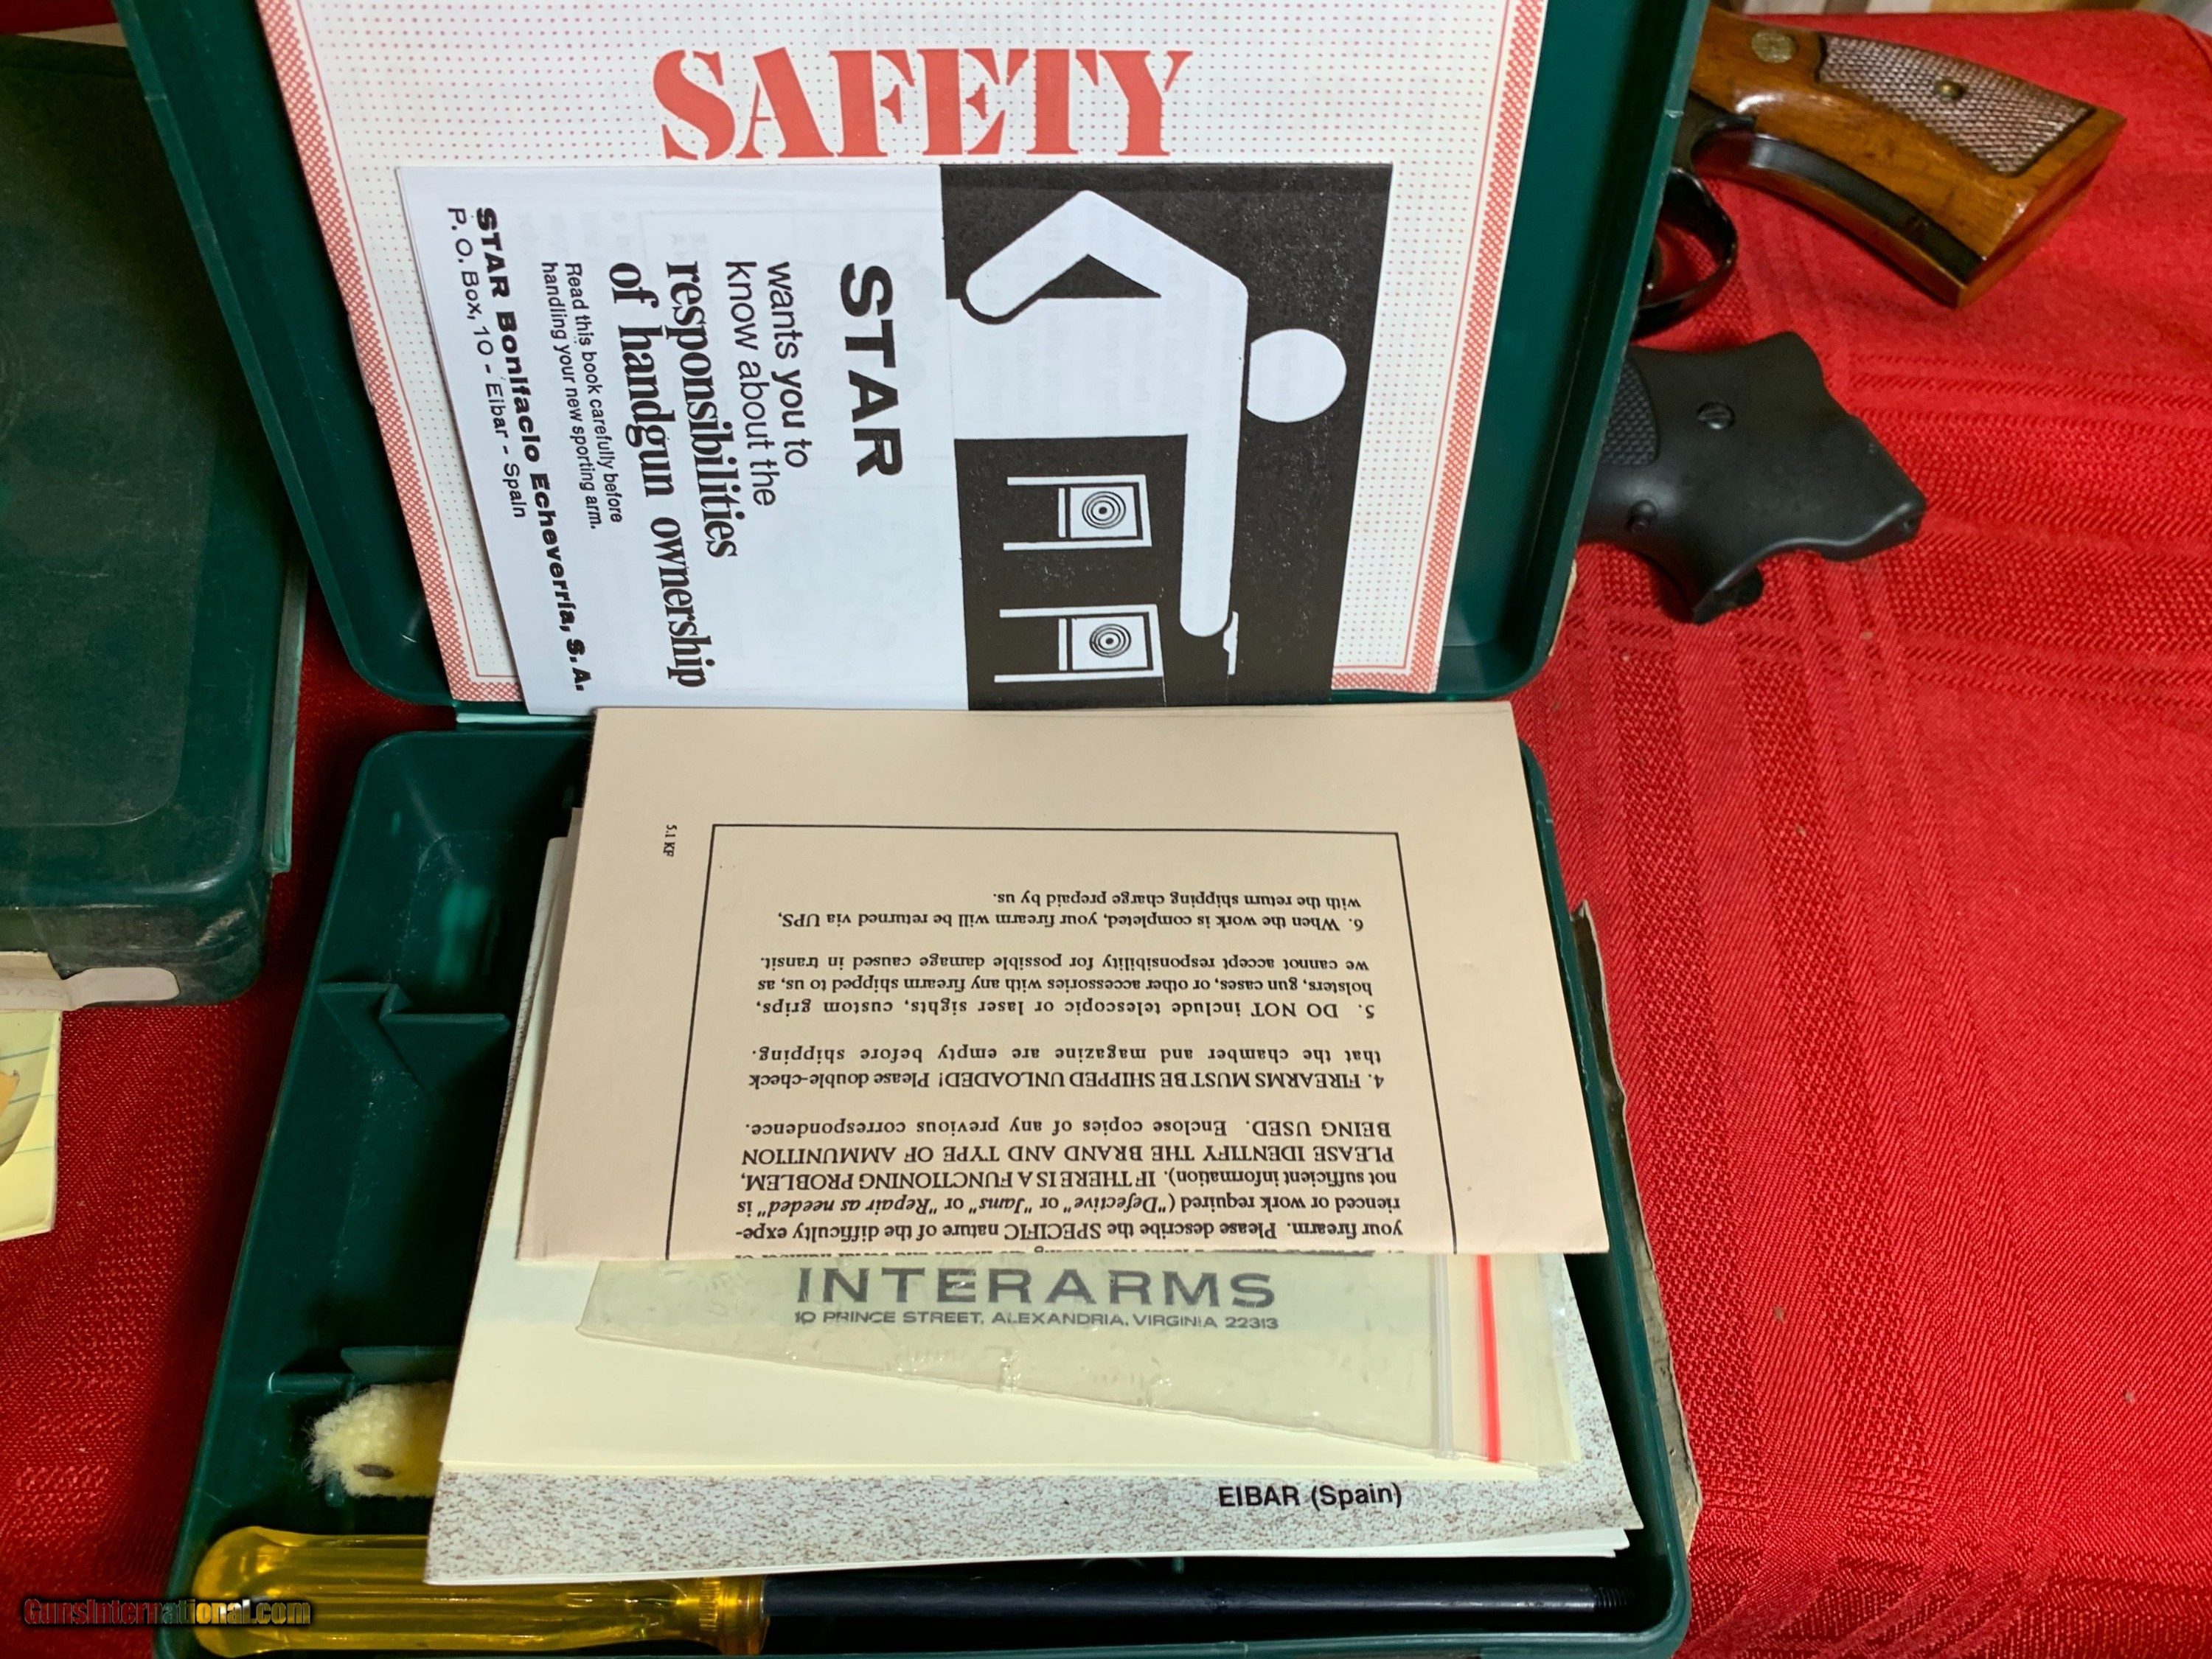 SAFETY
STAR
wants you to
know about the
responsibilities
of handgun ownership
Read this book carefully before
handling your new sporting arm.
STAR Bonifacio Echeverría, S.A.
P. O. Box, 10 - Eibar - Spain
your firearm. Please describe the SPECIFIC nature of the difficulty expe-
rienced or work required ("Defective" or "Jams" or "Repair as needed" is
not sufficient information). IF THERE IS A FUNCTIONING PROBLEM,
PLEASE IDENTIFY THE BRAND AND TYPE OF AMMUNITION
BEING USED. Enclose copies of any previous correspondence.
4. FIREARMS MUST BE SHIPPED UNLOADED! Please double-check
that the chamber and magazine are empty before shipping.
5. DO NOT include telescopic or laser sights, custom grips,
holsters, gun cases, or other accessories with any firearm shipped to us, as
we cannot accept responsibility for possible damage caused in transit.
6. When the work is completed, your firearm will be returned via UPS,
with the return shipping charge prepaid by us.
5.1 KP
INTERARMS
10 PRINCE STREET, ALEXANDRIA, VIRGINIA 22313
EIBAR (Spain)
GunsInternational.com